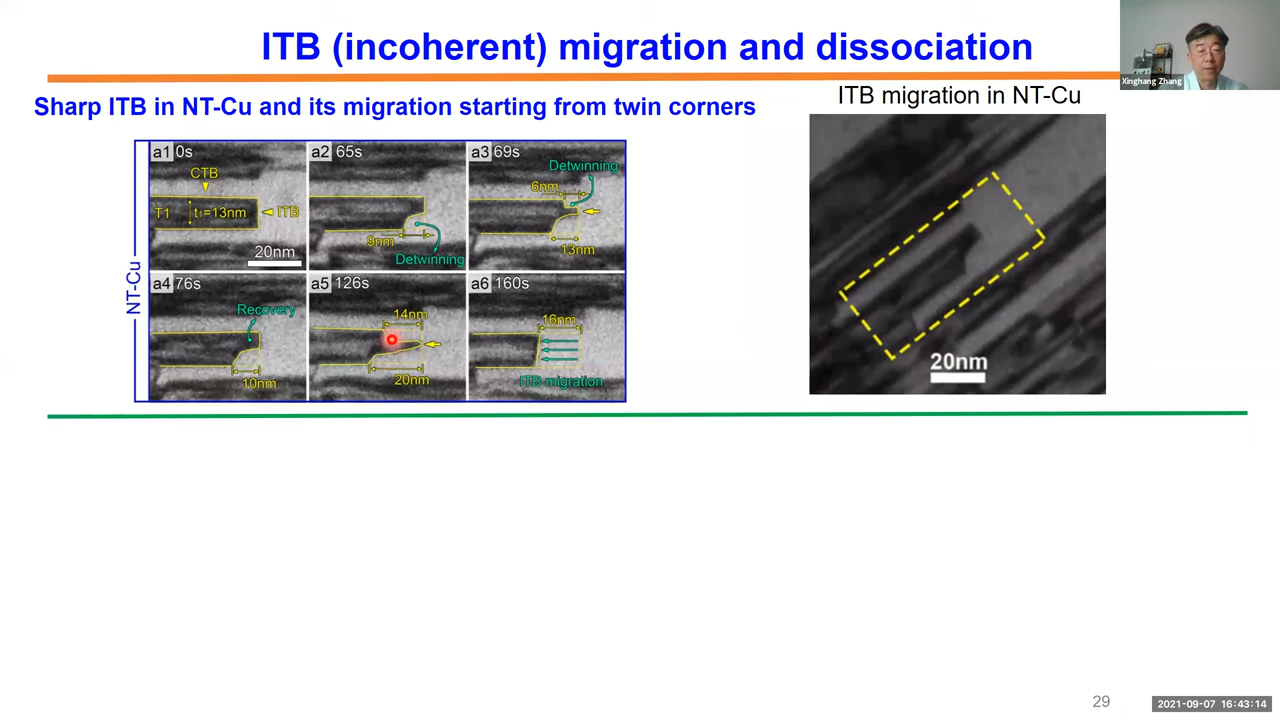 ITB (incoherent) migration and dissociation
Xinghang Zhang
Sharp ITB in NT-Cu and its migration starting from twin corners
ITB migration in NT-Cu
NT-Cu
a1 0s
CTB
T1
t₁=13nm
ITB
20nm
a2 65s
9nm
Detwinning
a3 69s
Detwinning
6nm
13nm
a4 76s
Recovery
10nm
a5 126s
14nm
20nm
a6 160s
16nm
ITB migration
20nm
29
2021-09-07 16:43:14